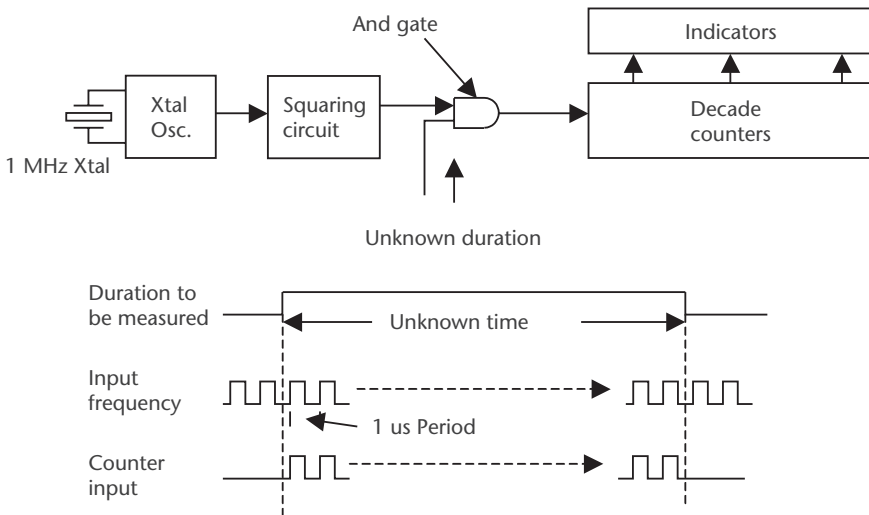 And gate
Indicators
Xtal
Osc.
Squaring
circuit
Decade
counters
1 MHz Xtal
Unknown duration
Duration to
be measured
Unknown time
Input
frequency
1 us Period
Counter
input